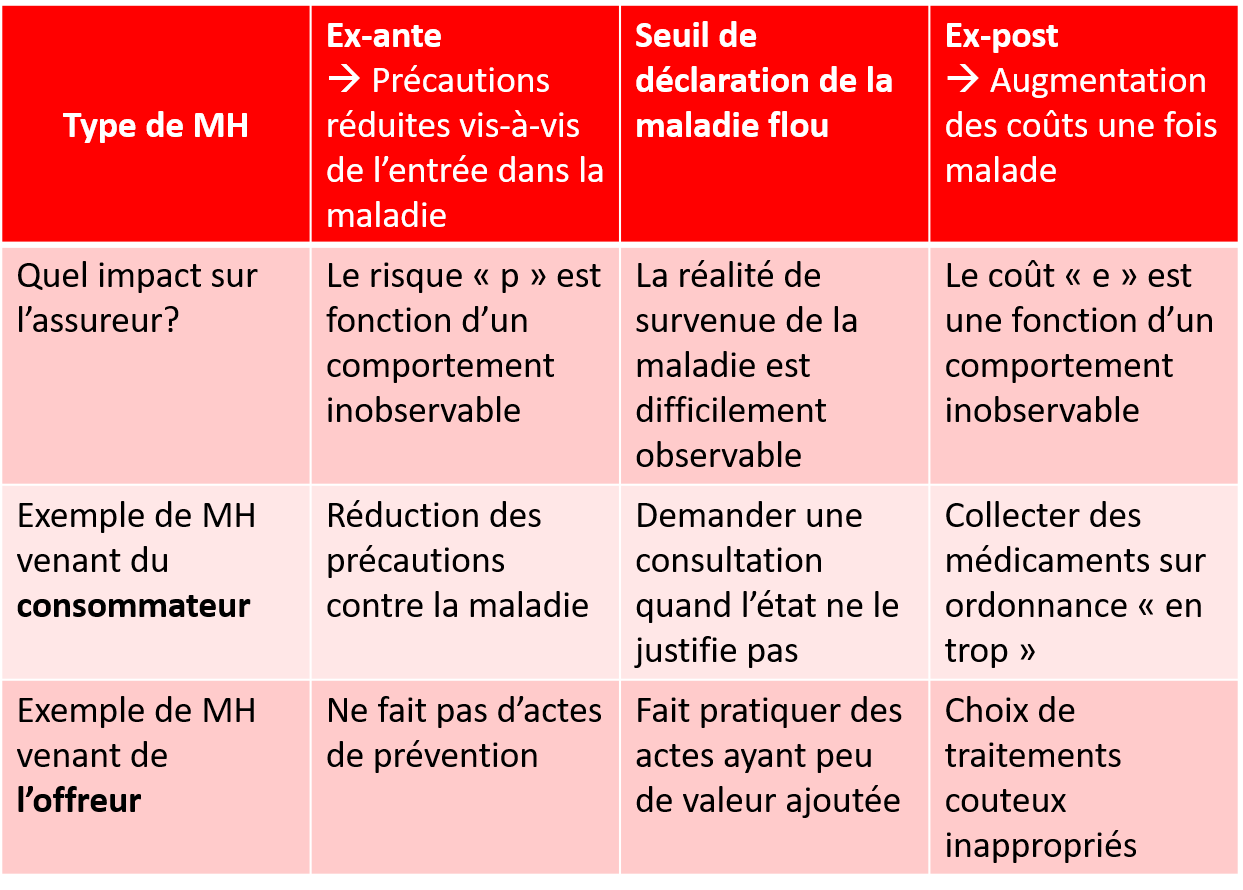 Type de MH
Ex-ante
→ Précautions
réduites vis-à-vis
de l’entrée dans la
maladie
Seuil de
déclaration de la
maladie flou
Ex-post
→ Augmentation
des coûts une fois
malade
Quel impact sur
l’assureur?
Le risque « p » est
fonction d’un
comportement
inobservable
La réalité de
survenue de la
maladie est
difficilement
observable
Le coût « e » est
une fonction d’un
comportement
inobservable
Exemple de MH
venant du
consommateur
Réduction des
précautions
contre la maladie
Demander une
consultation
quand l’état ne le
justifie pas
Collecter des
médicaments sur
ordonnance « en
trop »
Exemple de MH
venant de
l’offreur
Ne fait pas d’actes
de prévention
Fait pratiquer des
actes ayant peu
de valeur ajoutée
Choix de
traitements
couteux
inappropriés